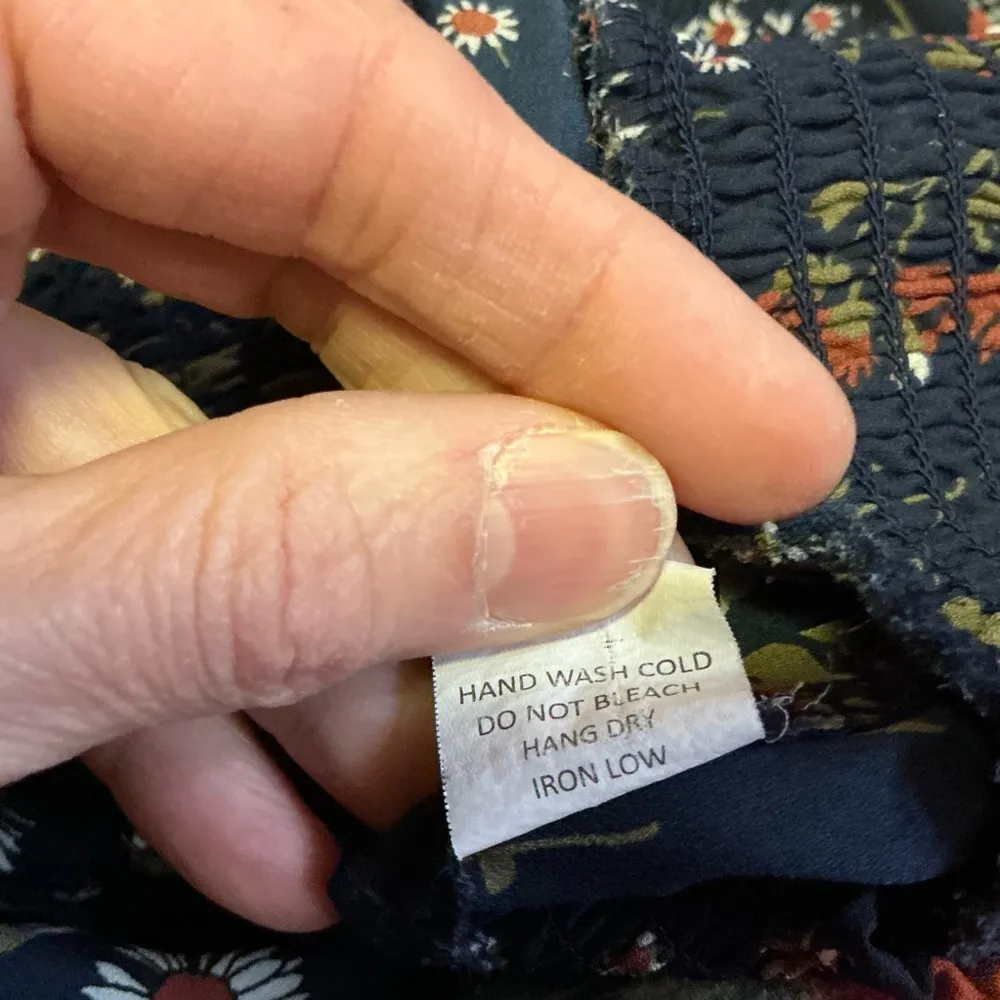 HAND WASH COLD
DO NOT BLEACH
HANG DRY
IRON LOW